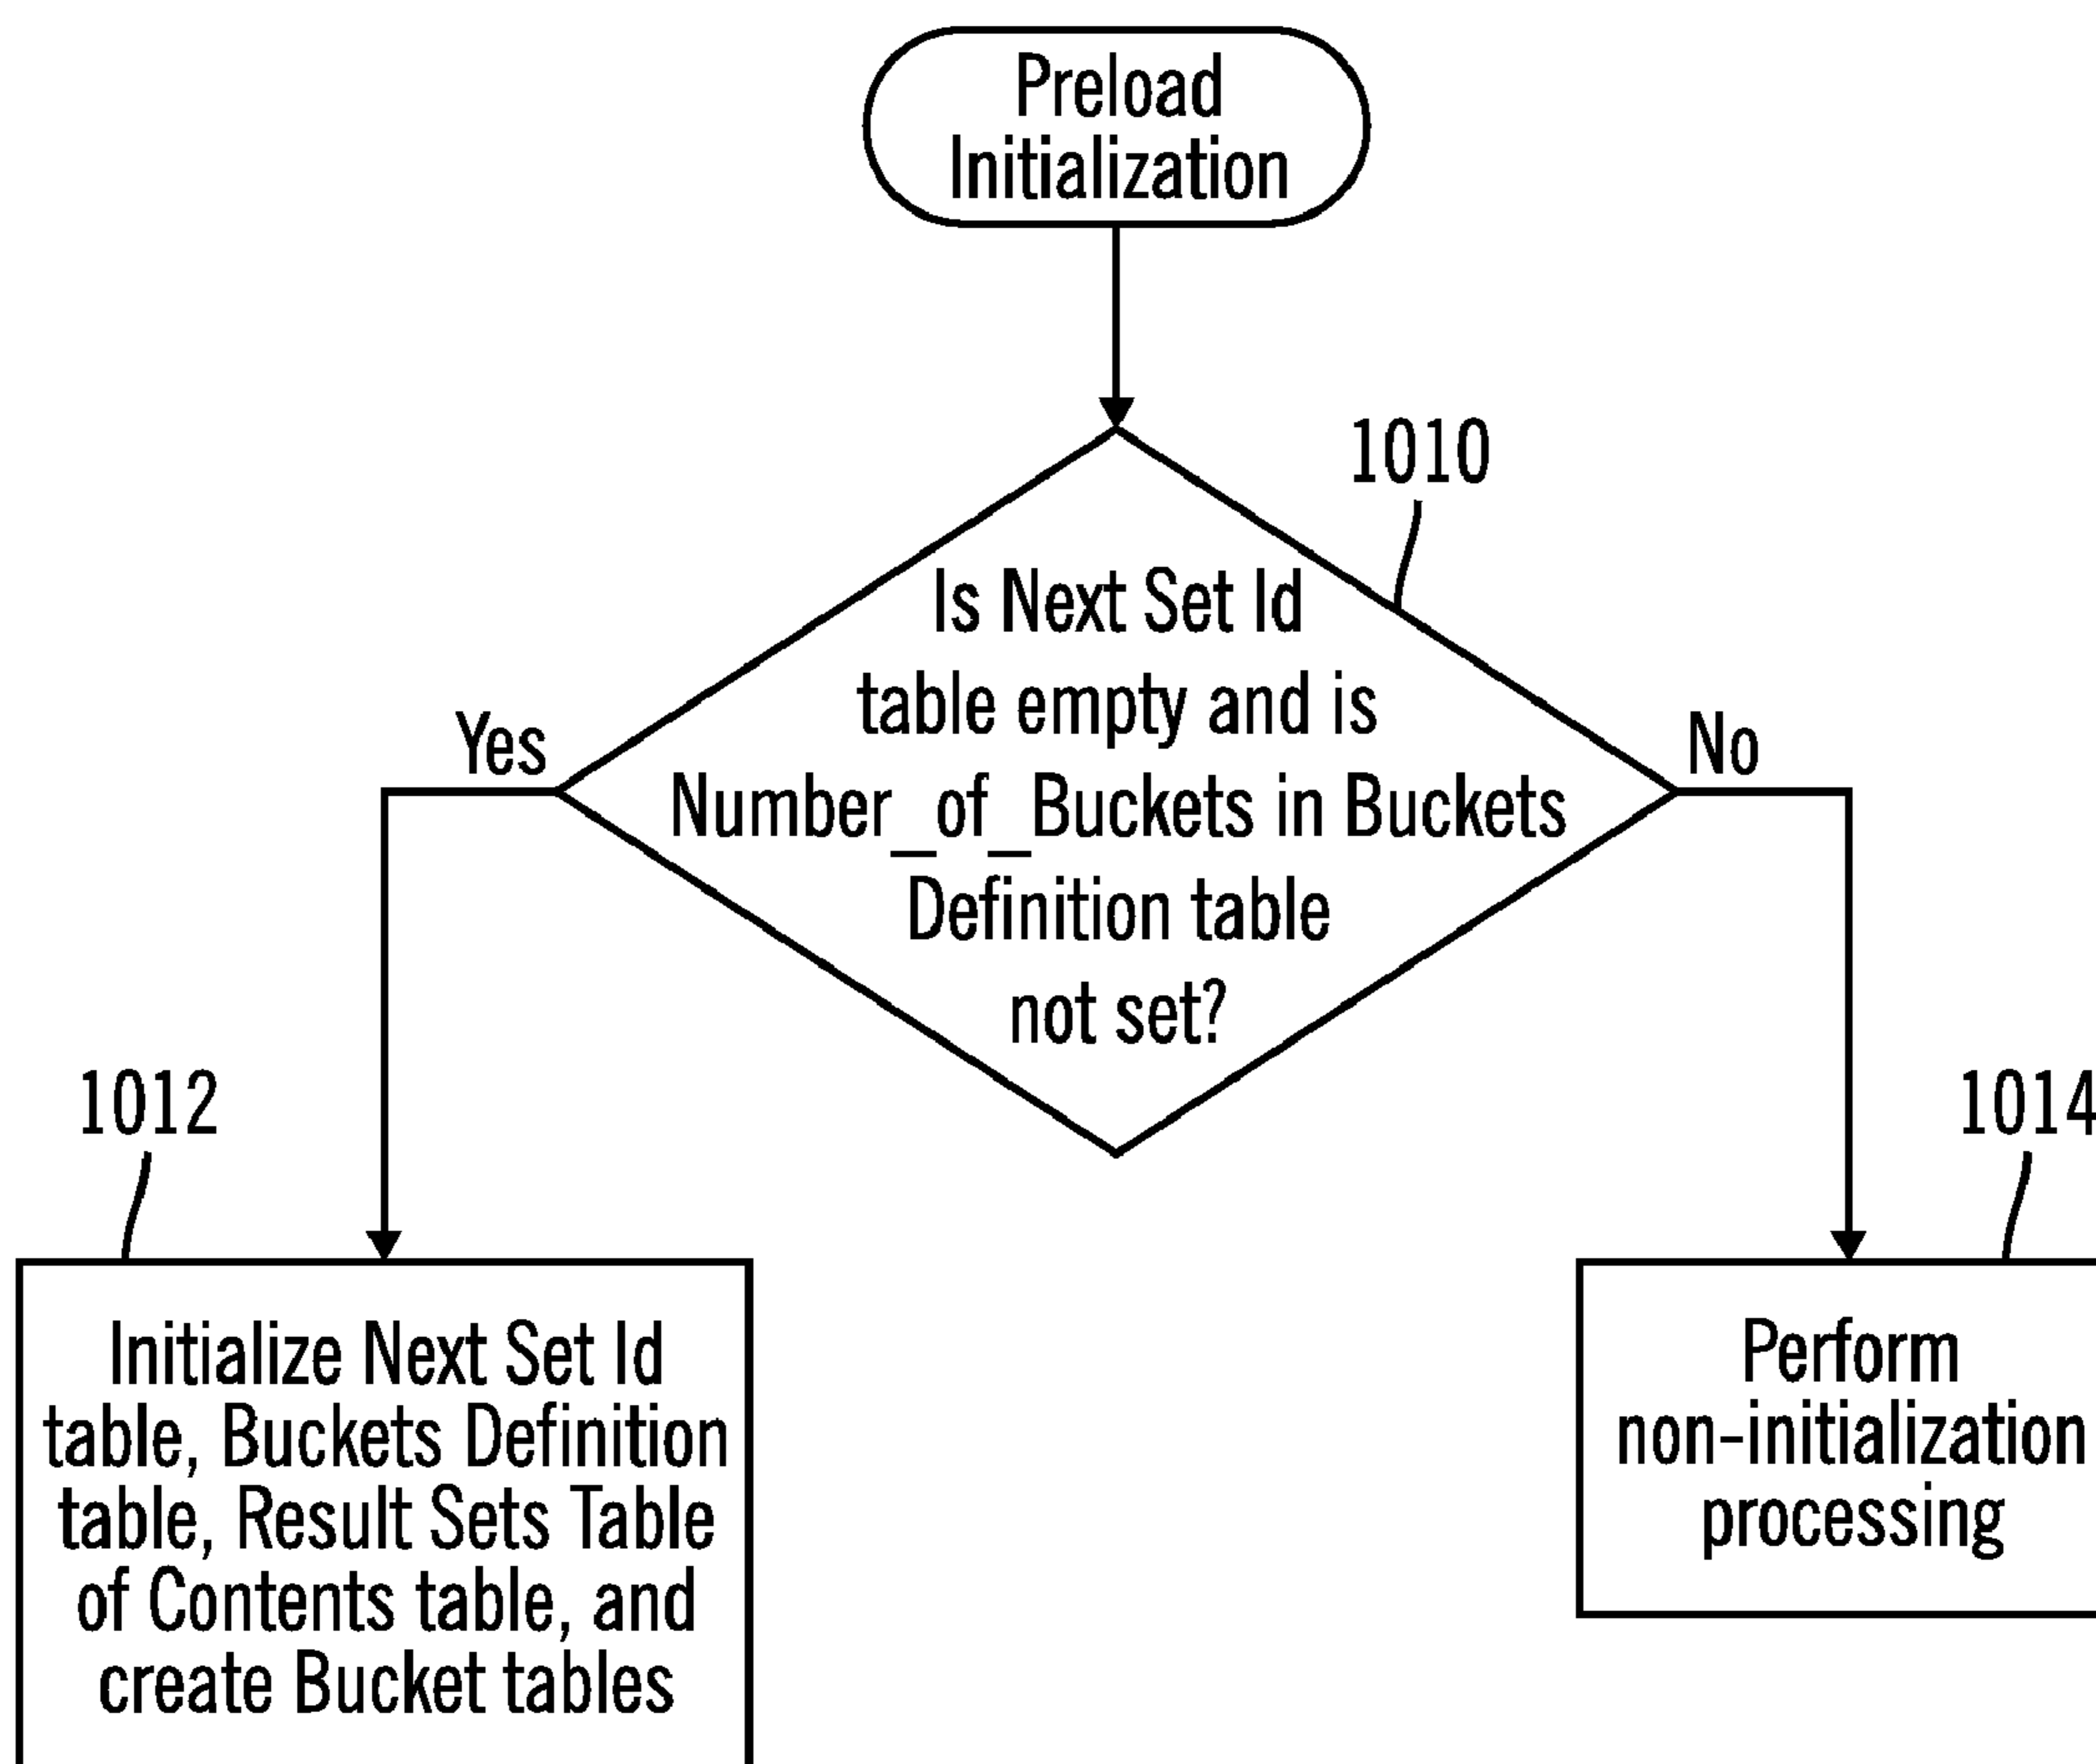 Preload
Initialization
1010
Is Next Set Id
table empty and is
Number_of_Buckets in Buckets
Definition table
not set?
Yes
No
1012
Initialize Next Set Id
table, Buckets Definition
table, Result Sets Table
of Contents table, and
create Bucket tables
1014
Perform
non-initialization
processing